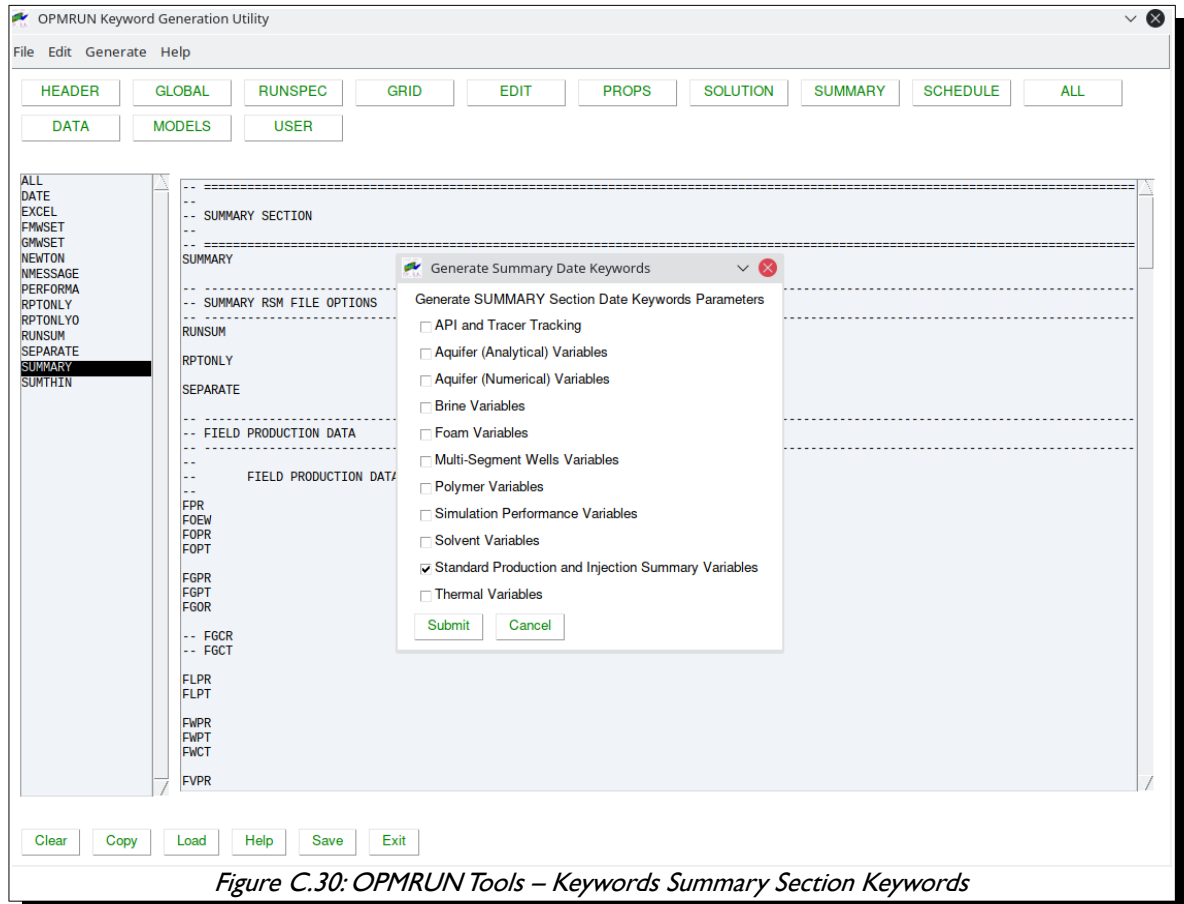 OPMRUN Keyword Generation Utility
File Edit Generate Help
HEADER GLOBAL RUNSPEC GRID EDIT PROPS SOLUTION SUMMARY SCHEDULE ALL
DATA MODELS USER
ALL
DATE
EXCEL
FMWSET
GMWSET
NEWTON
NMESSAGE
PERFORMA
RPTONLY
RPTONLYO
RUNSUM
SEPARATE
SUMMARY
SUMTHIN
-- ==================================================================================================================================
--
-- SUMMARY SECTION
--
-- ==================================================================================================================================
SUMMARY
-- ----------------------------------------------------------------------------------------------------------------------------------
-- SUMMARY RSM FILE OPTIONS
-- ----------------------------------------------------------------------------------------------------------------------------------
RUNSUM
RPTONLY
SEPARATE
-- ----------------------------------------------------------------------------------------------------------------------------------
-- FIELD PRODUCTION DATA
-- ----------------------------------------------------------------------------------------------------------------------------------
--
-- FIELD PRODUCTION DATA
--
FPR
FOEW
FOPR
FOPT
FGPR
FGPT
FGOR
-- FGCR
-- FGCT
FLPR
FLPT
FWPR
FWPT
FWCT
FVPR
Generate Summary Date Keywords
Generate SUMMARY Section Date Keywords Parameters
API and Tracer Tracking
Aquifer (Analytical) Variables
Aquifer (Numerical) Variables
Brine Variables
Foam Variables
Multi-Segment Wells Variables
Polymer Variables
Simulation Performance Variables
Solvent Variables
Standard Production and Injection Summary Variables
Thermal Variables
Submit Cancel
Clear Copy Load Help Save Exit
Figure C.30: OPMRUN Tools – Keywords Summary Section Keywords